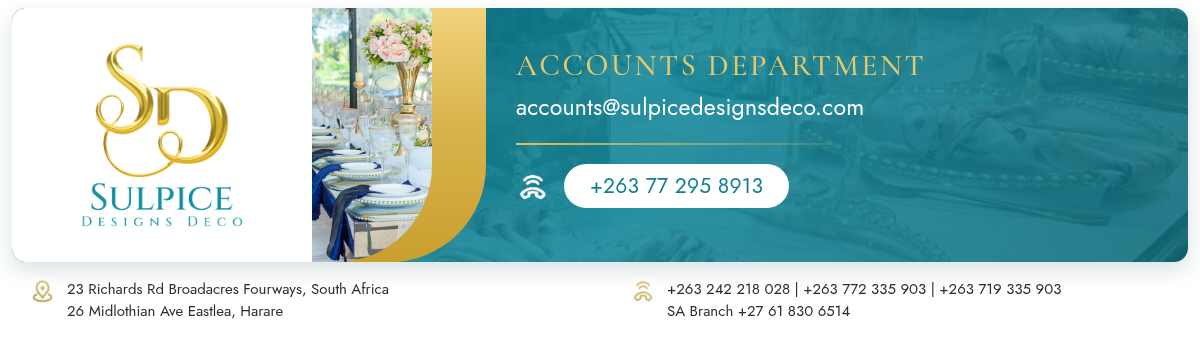 SD
SULPICE
DESIGNS DECO
ACCOUNTS DEPARTMENT
accounts@sulpicedesignsdeco.com
+263 77 295 8913
23 Richards Rd Broadacres Fourways, South Africa
26 Midlothian Ave Eastlea, Harare
+263 242 218 028 | +263 772 335 903 | +263 719 335 903
SA Branch +27 61 830 6514